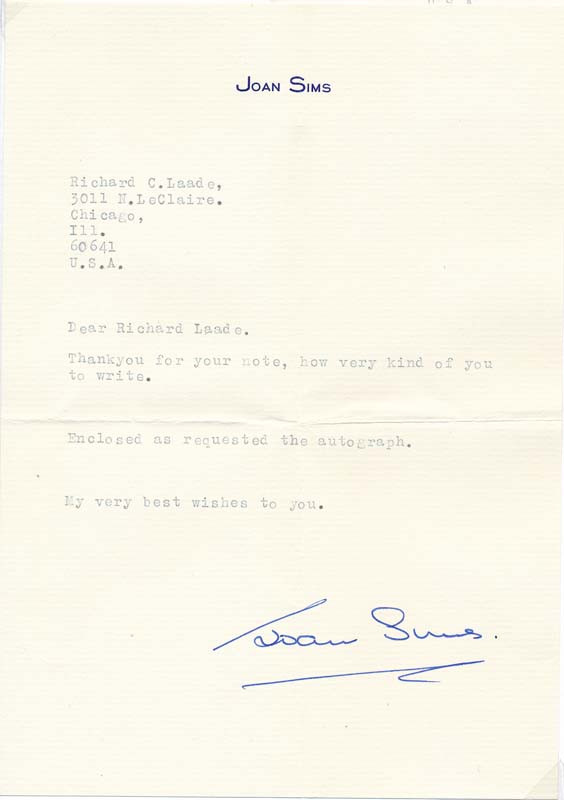 JOAN SIMS
Richard C.Laade,
3011 N.LeClaire.
Chicago,
Ill.
60641
U.S.A.
Dear Richard Laade.
Thankyou for your note, how very kind of you
to write.
Enclosed as requested the autograph.
My very best wishes to you.
Joan Sims.